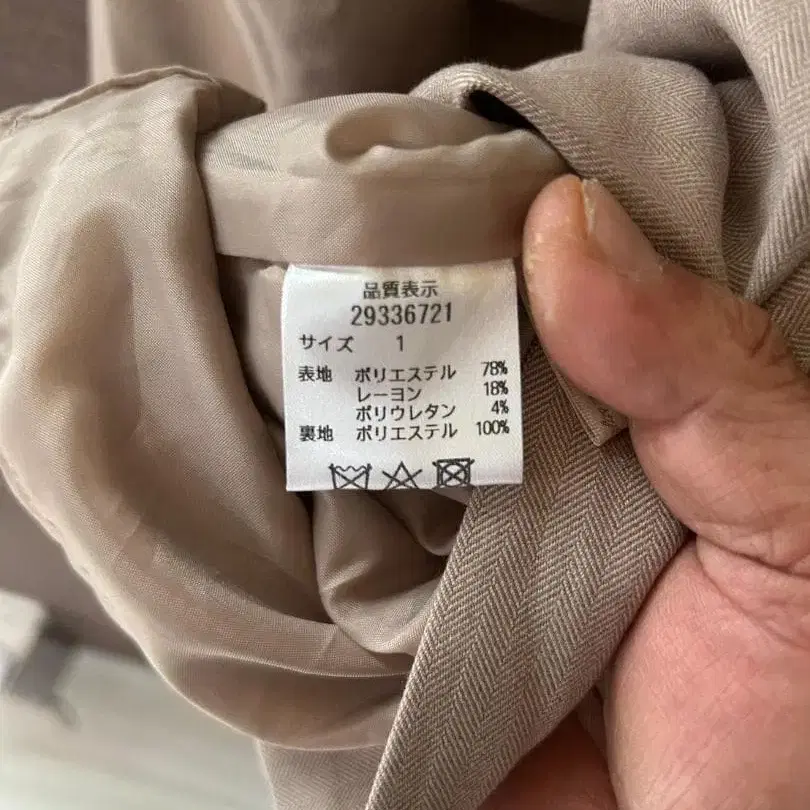 品質表示
29336721
サイズ 1
表地 ポリエステル 78%
レーヨン 18%
ポリウレタン 4%
裏地 ポリエステル 100%